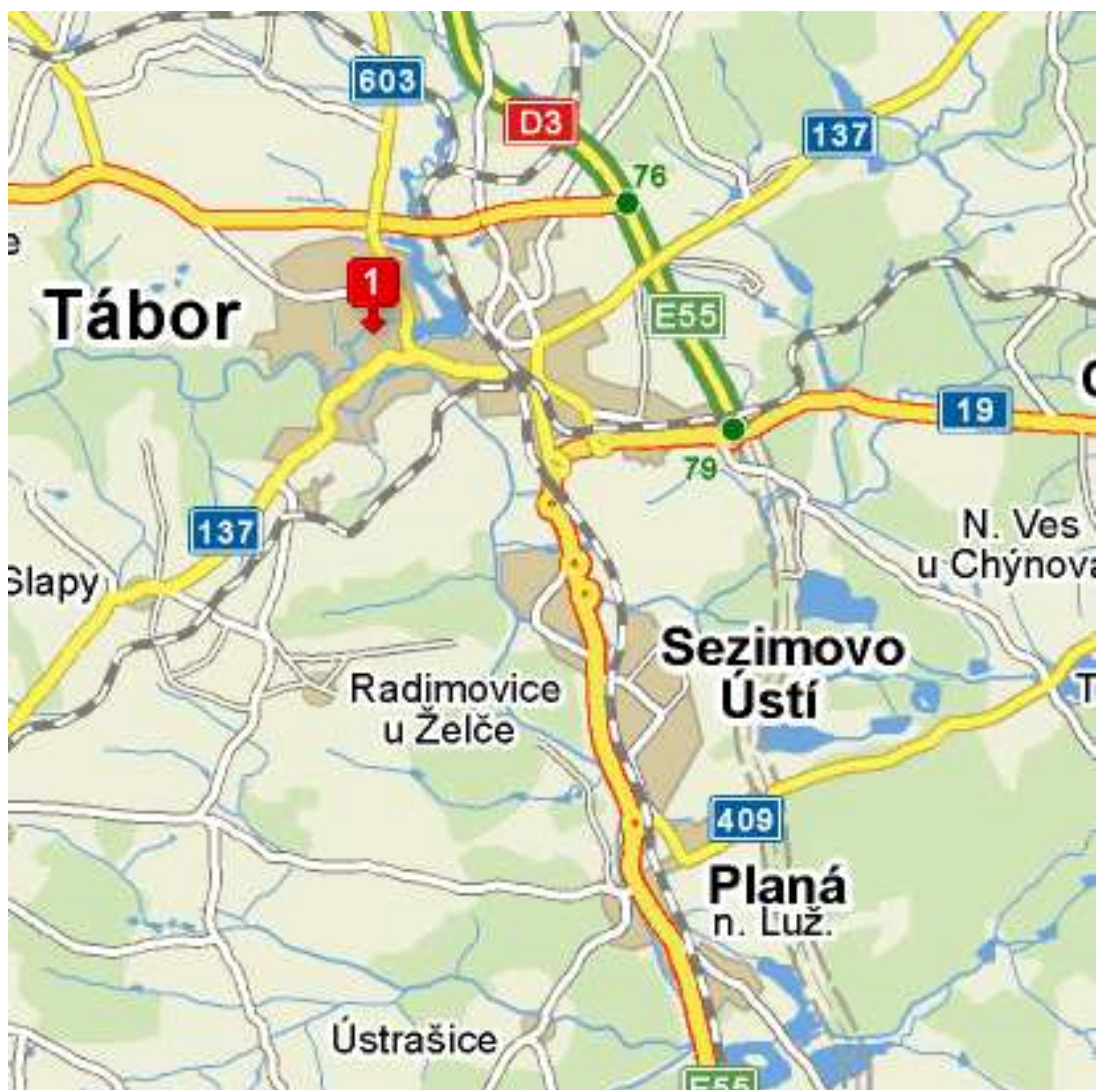 603
D3
137
76
e
1
Tábor
E55
19
79
137
N. Ves
u Chýnova
Slapy
Sezimovo
Ústí
Radimovice
u Želče
T
409
Planá
n. Luž.
Ústrašice
E55